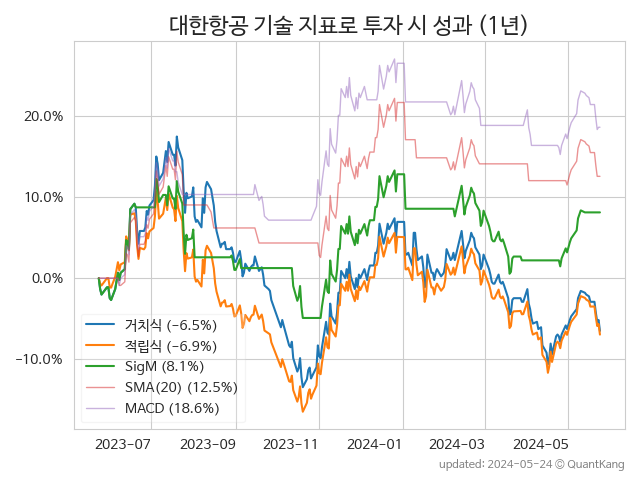 대한항공 기술 지표로 투자 시 성과 (1년)
20.0%
10.0%
0.0%
−10.0%
거치식 (−6.5%)
적립식 (−6.9%)
SigM (8.1%)
SMA(20) (12.5%)
MACD (18.6%)
2023-07 2023-09 2023-11 2024-01 2024-03 2024-05
updated: 2024-05-24 © QuantKang